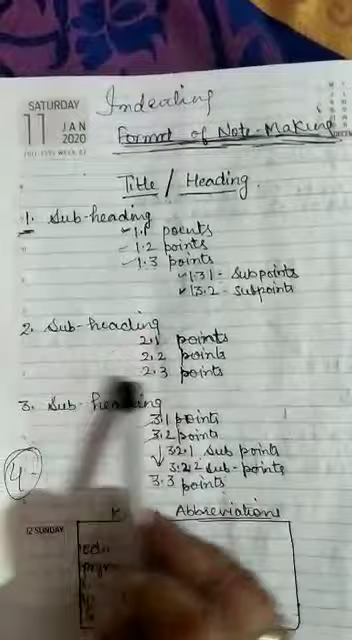 SATURDAY
11 JAN
2020
Indenting
Format of Note-Making
Title / Heading
1. Sub-heading
1.1 points
1.2 points
1.3 points
1.3.1 - Subpoints
1.3.2 - subpoints
2. Sub-heading
2.1 points
2.2 points
2.3 points
3. Sub-heading
3.1 points
3.2 points
3.2.1 sub points
3.2.2 sub-points
3.3 points
4
12 SUNDAY
Abbreviations